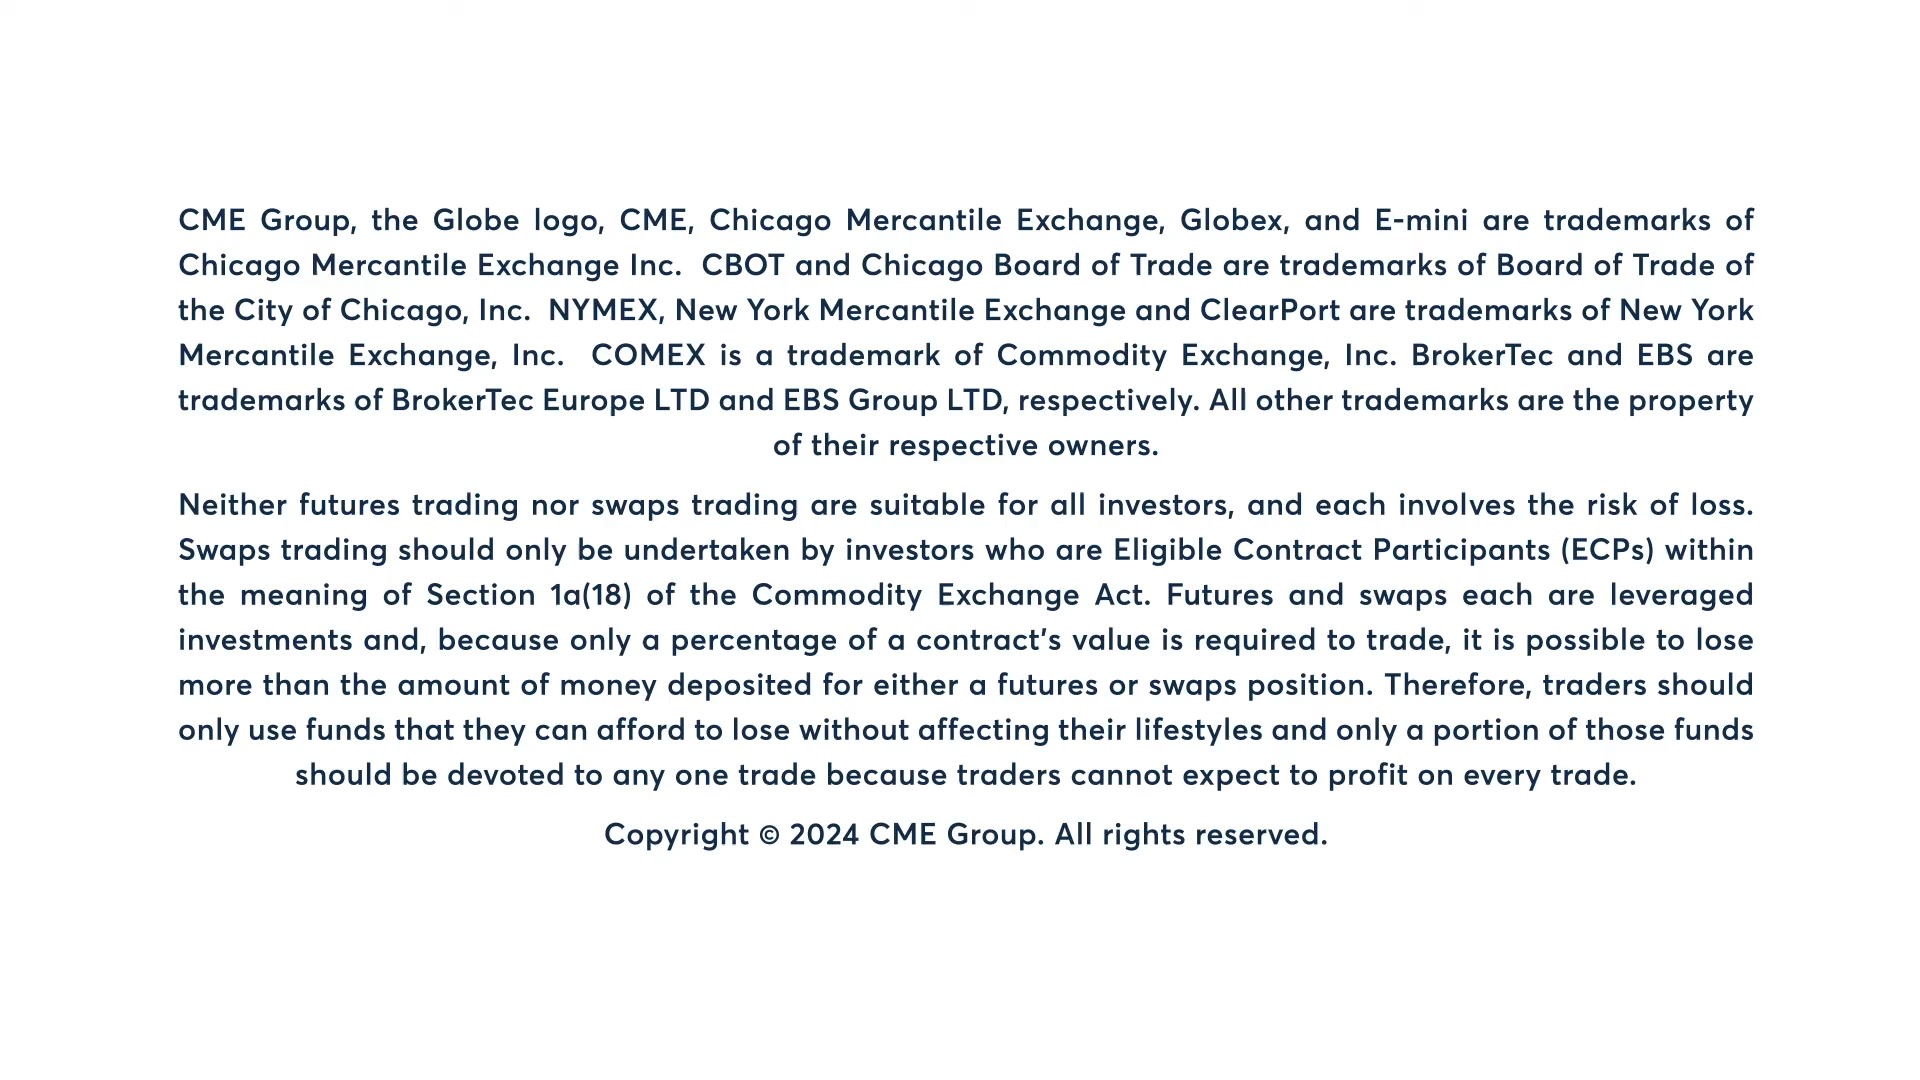 CME Group, the Globe logo, CME, Chicago Mercantile Exchange, Globex, and E-mini are trademarks of
Chicago Mercantile Exchange Inc.  CBOT and Chicago Board of Trade are trademarks of Board of Trade of
the City of Chicago, Inc.  NYMEX, New York Mercantile Exchange and ClearPort are trademarks of New York
Mercantile Exchange, Inc.  COMEX is a trademark of Commodity Exchange, Inc. BrokerTec and EBS are
trademarks of BrokerTec Europe LTD and EBS Group LTD, respectively. All other trademarks are the property
of their respective owners.
Neither futures trading nor swaps trading are suitable for all investors, and each involves the risk of loss.
Swaps trading should only be undertaken by investors who are Eligible Contract Participants (ECPs) within
the meaning of Section 1a(18) of the Commodity Exchange Act. Futures and swaps each are leveraged
investments and, because only a percentage of a contract's value is required to trade, it is possible to lose
more than the amount of money deposited for either a futures or swaps position. Therefore, traders should
only use funds that they can afford to lose without affecting their lifestyles and only a portion of those funds
should be devoted to any one trade because traders cannot expect to profit on every trade.
Copyright © 2024 CME Group. All rights reserved.